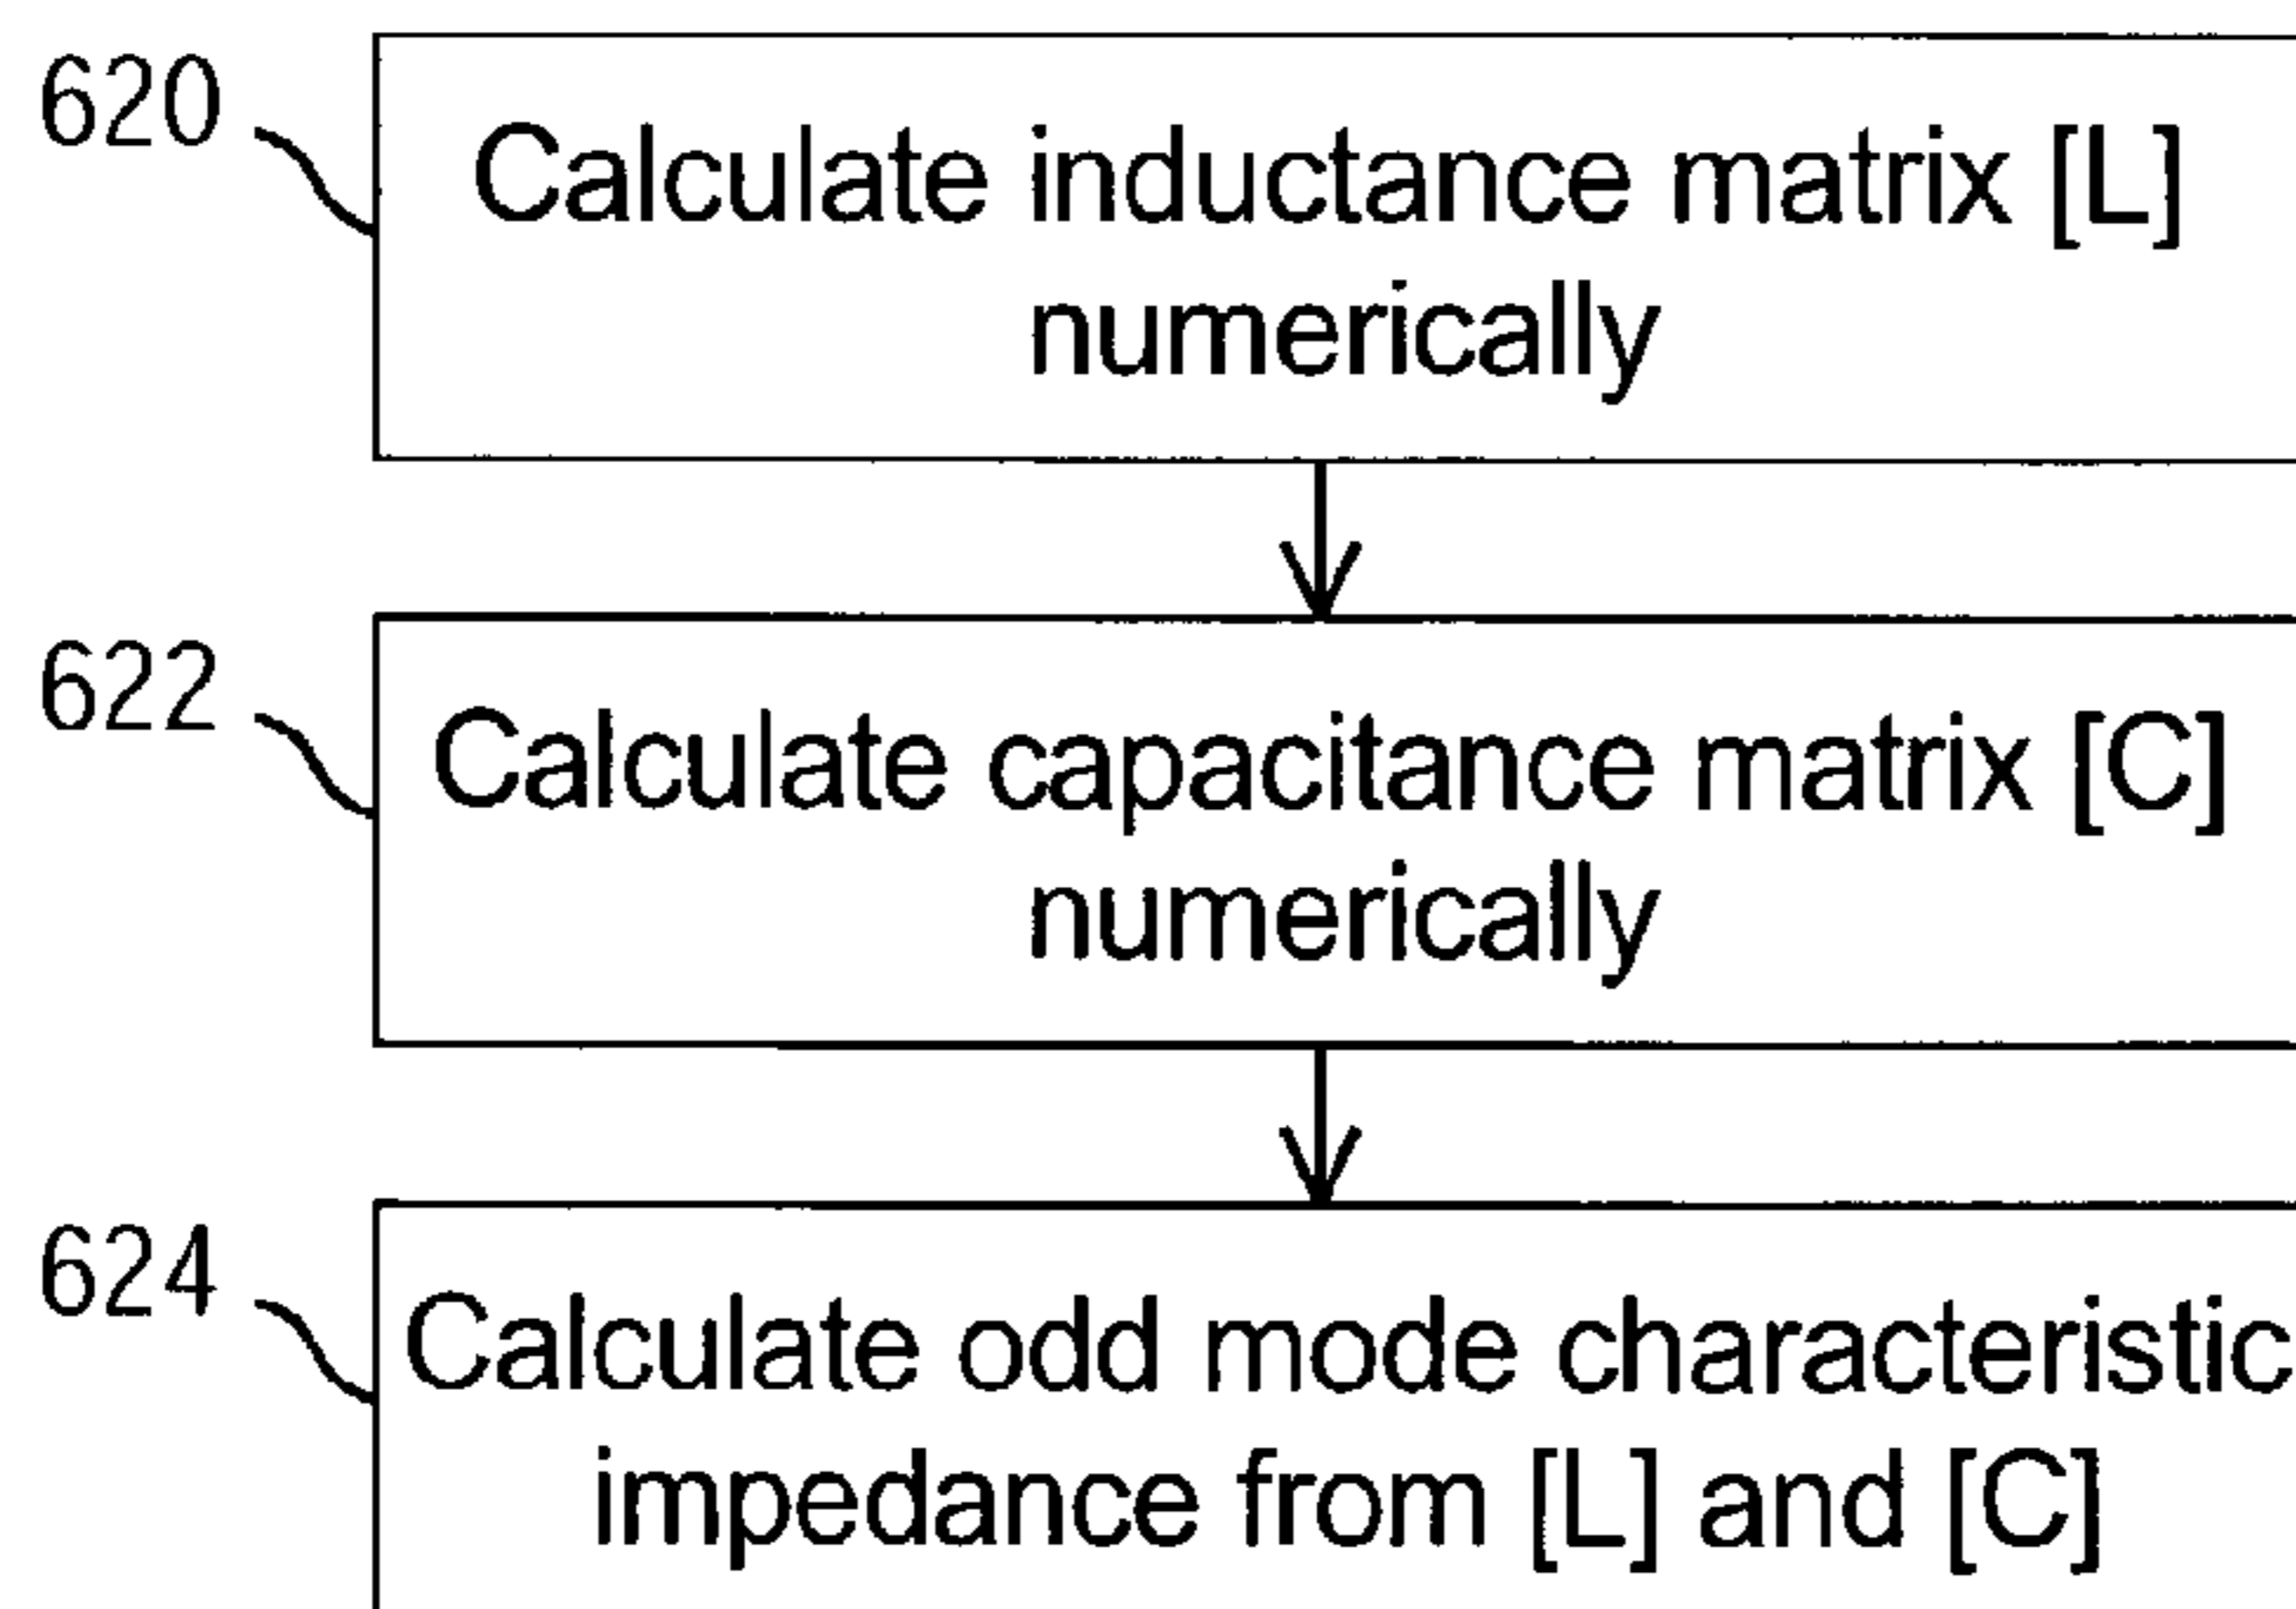 620
Calculate inductance matrix [L]
numerically
622
Calculate capacitance matrix [C]
numerically
624
Calculate odd mode characteristic
impedance from [L] and [C]